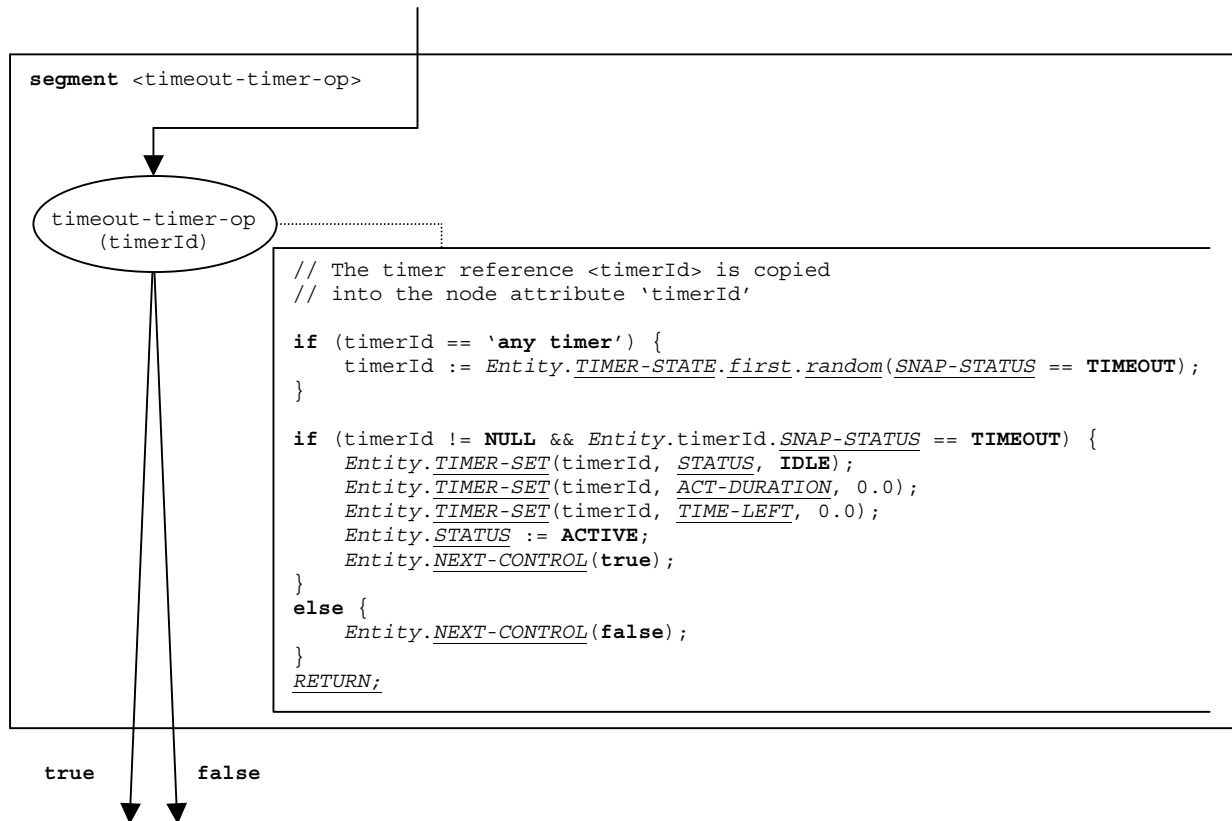 segment <timeout-timer-op>
timeout-timer-op
(timerId)
// The timer reference <timerId> is copied
// into the node attribute ‘timerId’
if (timerId == ‘any timer’) {
timerId := Entity.TIMER-STATE.first.random(SNAP-STATUS == TIMEOUT);
}
if (timerId != NULL && Entity.timerId.SNAP-STATUS == TIMEOUT) {
Entity.TIMER-SET(timerId, STATUS, IDLE);
Entity.TIMER-SET(timerId, ACT-DURATION, 0.0);
Entity.TIMER-SET(timerId, TIME-LEFT, 0.0);
Entity.STATUS := ACTIVE;
Entity.NEXT-CONTROL(true);
}
else {
Entity.NEXT-CONTROL(false);
}
RETURN;
true false